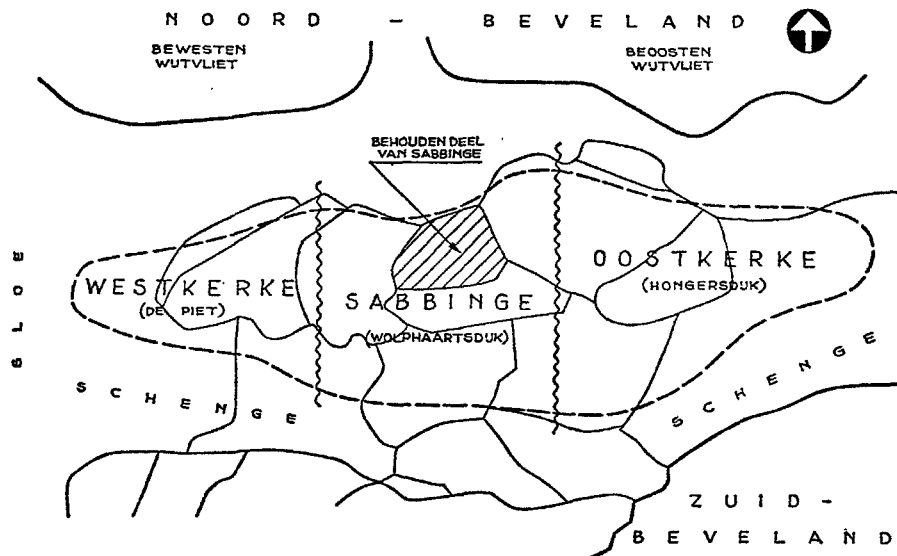 NOORD - BEVELAND
BEWESTEN
WUTVLIET
BEOOSTEN
WUTVLIET
BEHOUDEN DEEL
VAN SABBINGE
SLOE
WESTKERKE
(DE PIET)
SABBINGE
(WOLPHAARTSDIJK)
OOSTKERKE
(HONGERSDIJK)
SCHENGE
SCHENGE
ZUID-
BEVELAND